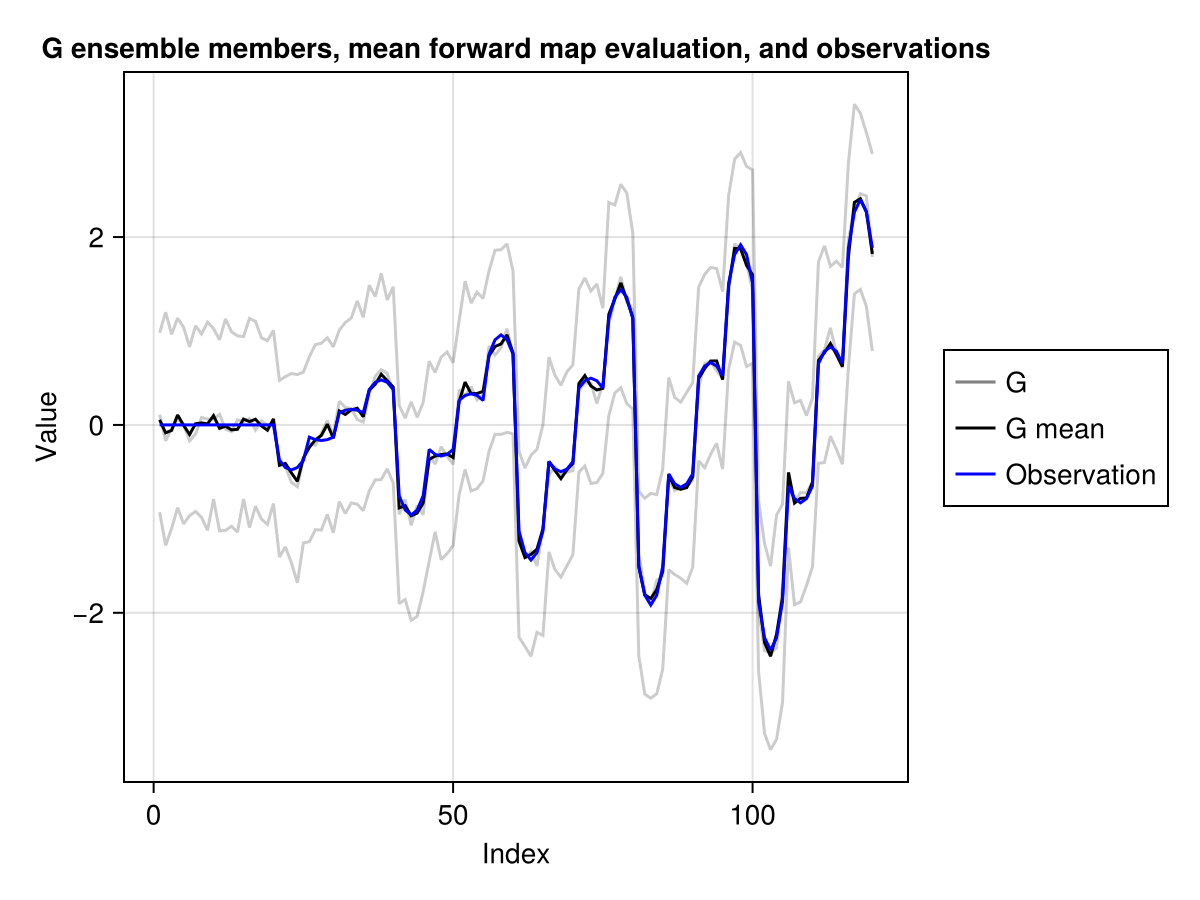 G ensemble members, mean forward map evaluation, and observations
Value
2
0
−2
0
50
100
Index
G
G mean
Observation